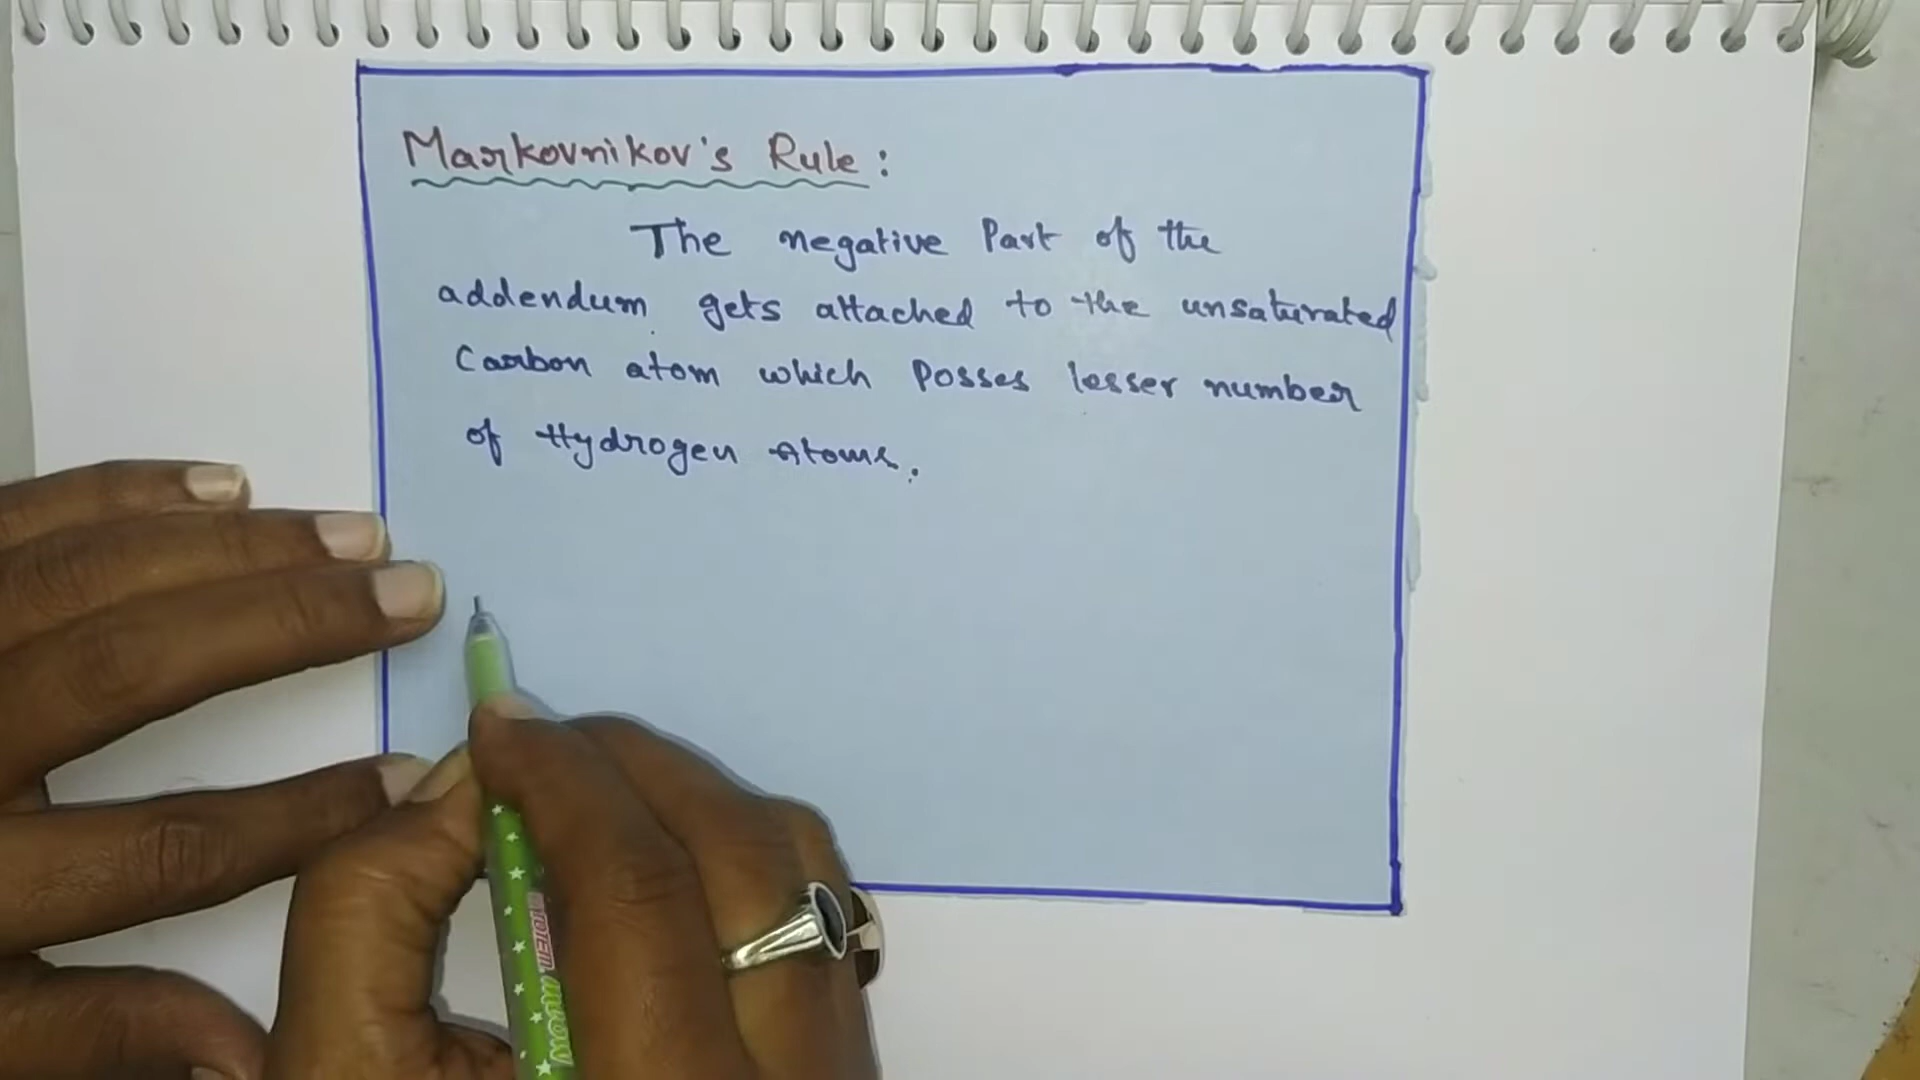 Markovnikov's Rule :
The negative Part of the
addendum gets attached to the unsaturated
Carbon atom which Posses lesser number
of Hydrogen Atoms.